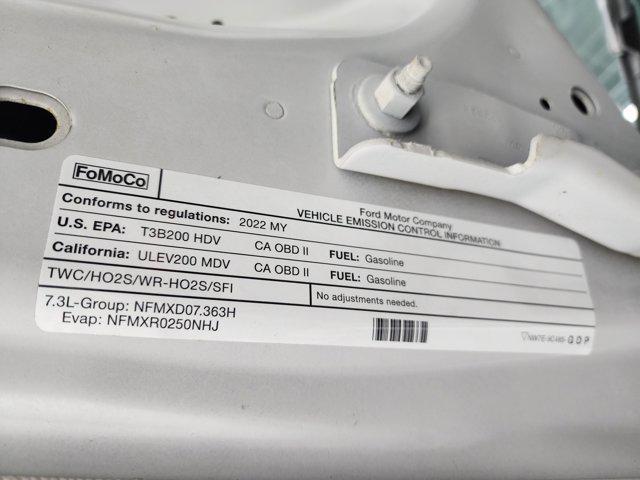 FoMoCo
Ford Motor Company
VEHICLE EMISSION CONTROL INFORMATION
Conforms to regulations: 2022 MY
U.S. EPA: T3B200 HDV CA OBD II FUEL: Gasoline
California: ULEV200 MDV CA OBD II FUEL: Gasoline
TWC/HO2S/WR-HO2S/SFI No adjustments needed.
7.3L-Group: NFMXD07.363H
Evap: NFMXR0250NHJ
GDP